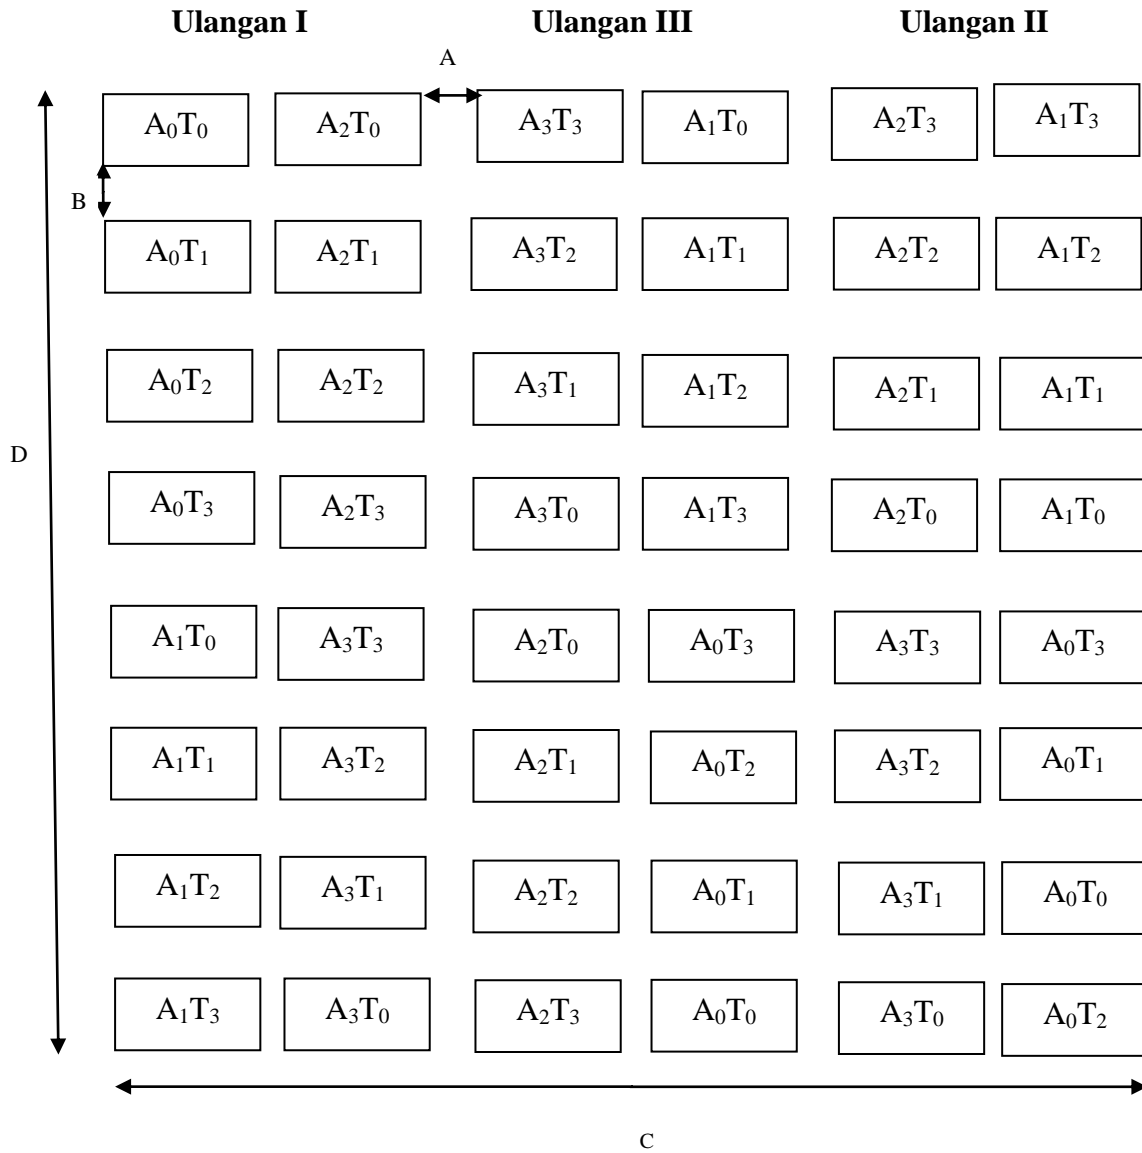 Ulangan I Ulangan III Ulangan II
A
A₀T₀ A₂T₀ A₃T₃ A₁T₀ A₂T₃ A₁T₃
B
A₀T₁ A₂T₁ A₃T₂ A₁T₁ A₂T₂ A₁T₂
A₀T₂ A₂T₂ A₃T₁ A₁T₂ A₂T₁ A₁T₁
D
A₀T₃ A₂T₃ A₃T₀ A₁T₃ A₂T₀ A₁T₀
A₁T₀ A₃T₃ A₂T₀ A₀T₃ A₃T₃ A₀T₃
A₁T₁ A₃T₂ A₂T₁ A₀T₂ A₃T₂ A₀T₁
A₁T₂ A₃T₁ A₂T₂ A₀T₁ A₃T₁ A₀T₀
A₁T₃ A₃T₀ A₂T₃ A₀T₀ A₃T₀ A₀T₂
C